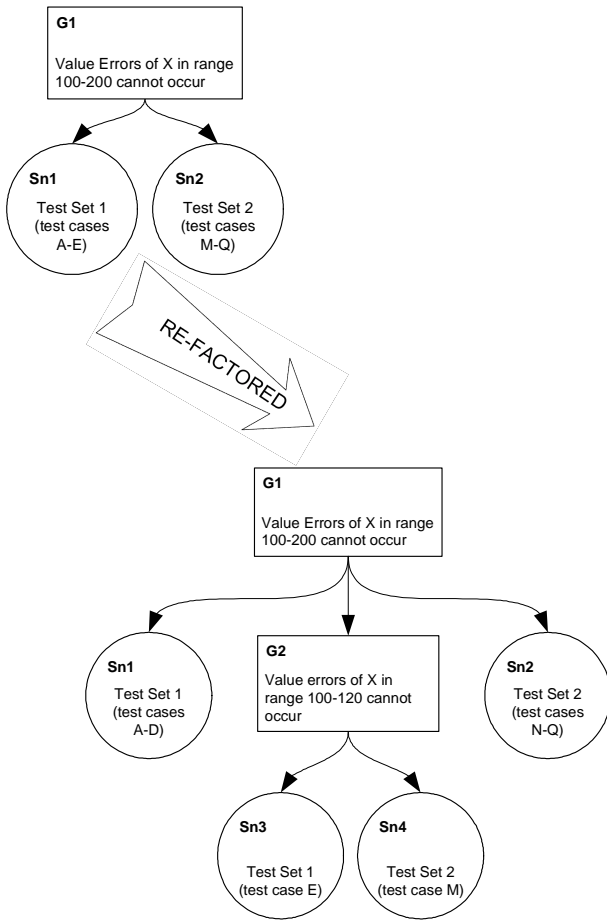 G1
Value Errors of X in range
100-200 cannot occur
Sn1
Test Set 1
(test cases
A-E)
Sn2
Test Set 2
(test cases
M-Q)
RE-FACTORED
G1
Value Errors of X in range
100-200 cannot occur
Sn1
Test Set 1
(test cases
A-D)
G2
Value errors of X in
range 100-120 cannot
occur
Sn2
Test Set 2
(test cases
N-Q)
Sn3
Test Set 1
(test case E)
Sn4
Test Set 2
(test case M)